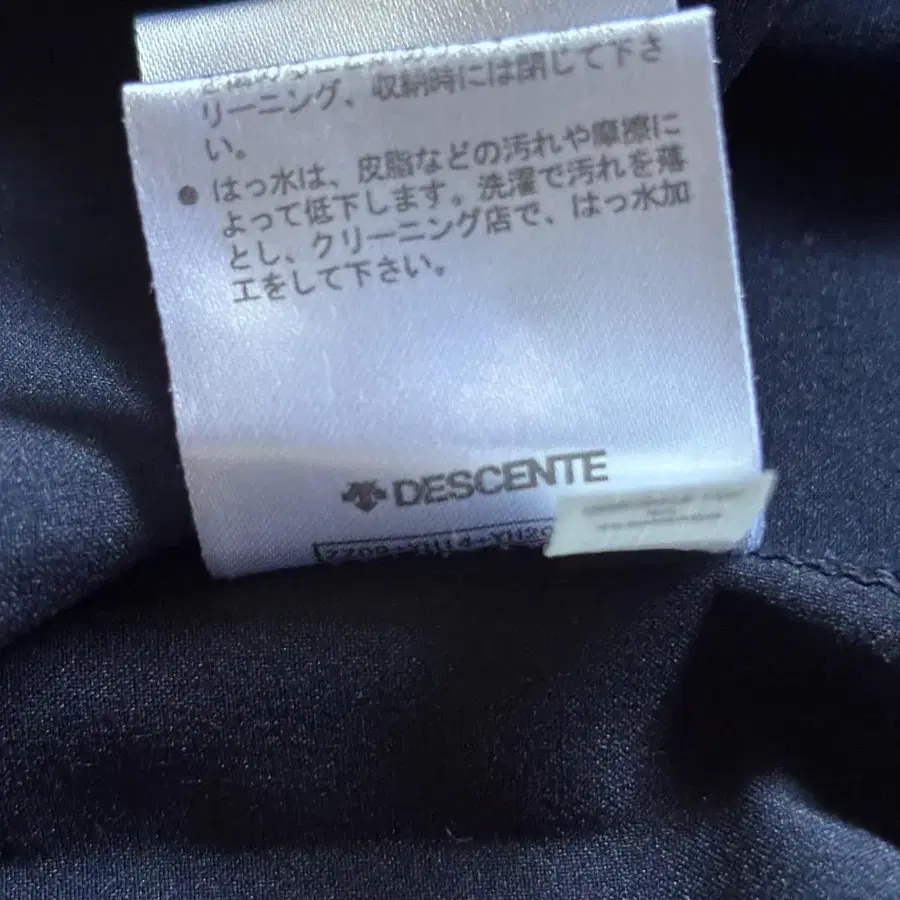 リーニング、収納時には閉じて下さ
い。
● はっ水は、皮脂などの汚れや摩擦に
よって低下します。洗濯で汚れを落
とし、クリーニング店で、はっ水加
工をして下さい。
DESCENTE